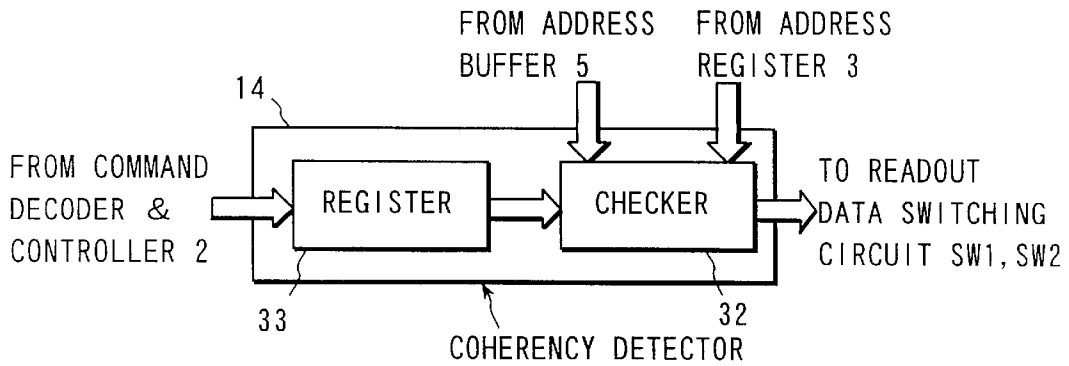 FROM ADDRESS
BUFFER 5
FROM ADDRESS
REGISTER 3
14
FROM COMMAND
DECODER &
CONTROLLER 2
REGISTER
CHECKER
TO READOUT
DATA SWITCHING
CIRCUIT SW1, SW2
33
32
COHERENCY DETECTOR